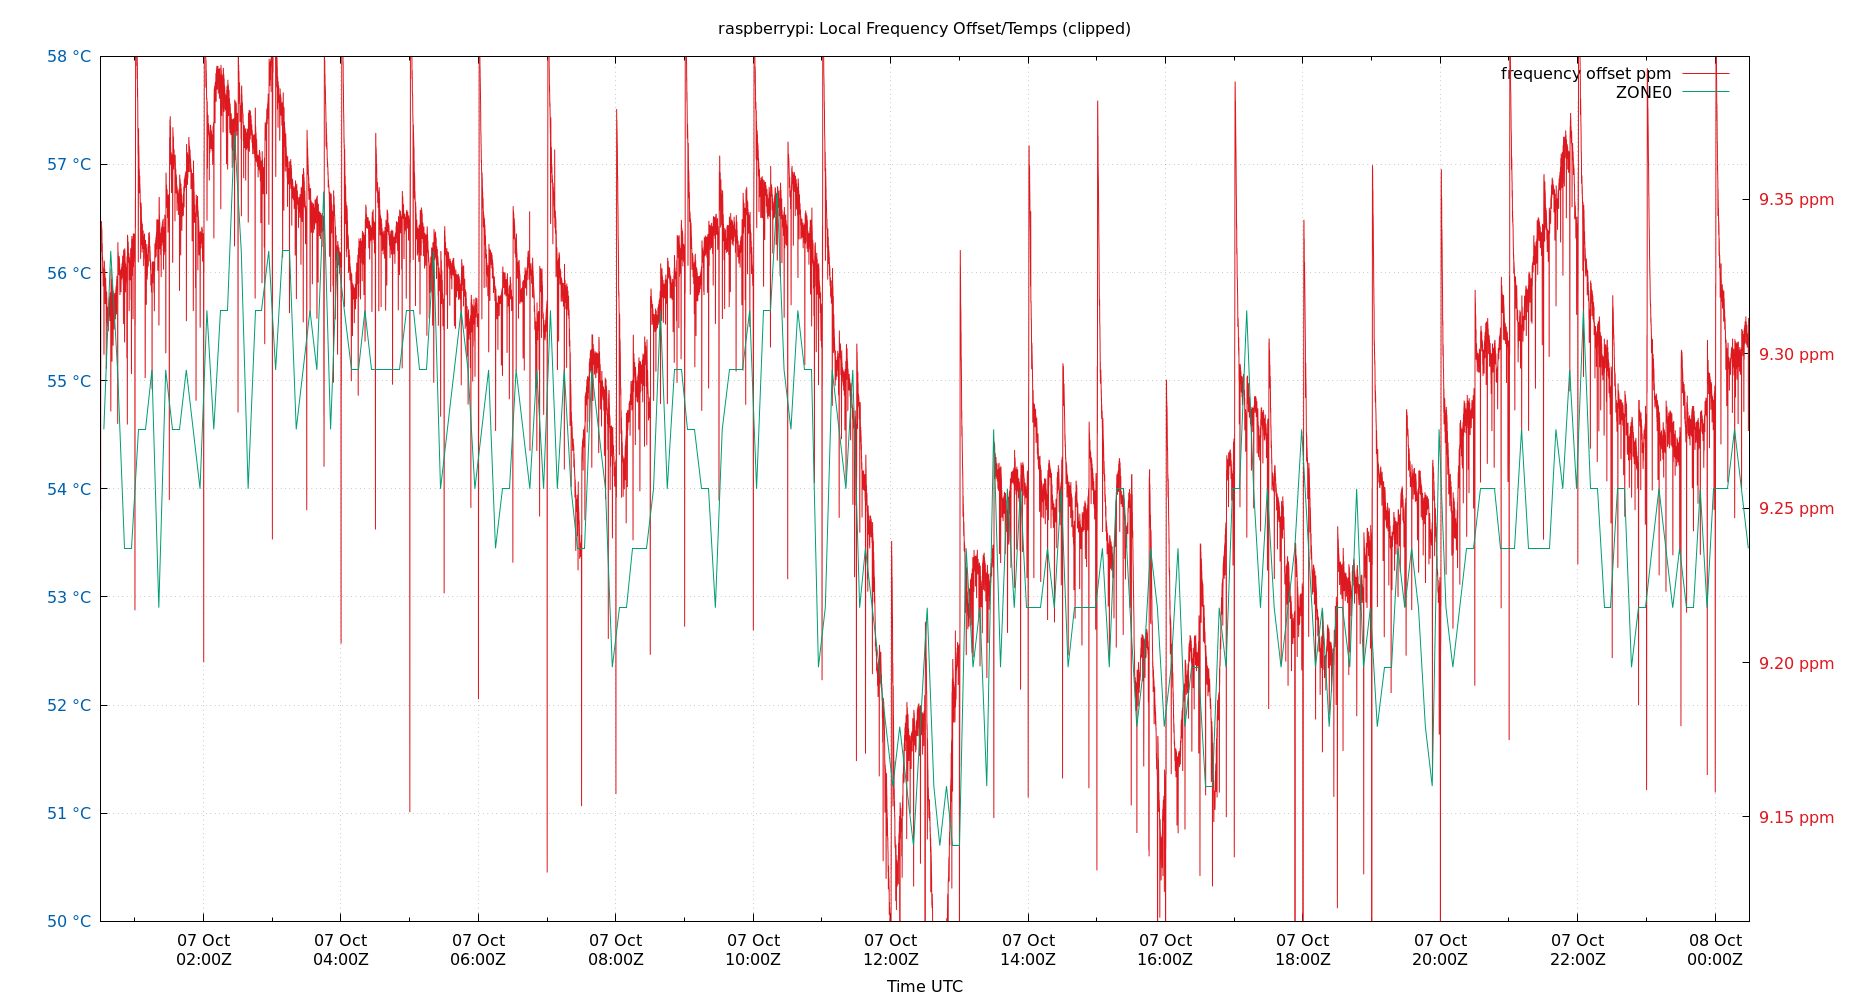 raspberrypi: Local Frequency Offset/Temps (clipped)
58 °C
57 °C
56 °C
55 °C
54 °C
53 °C
52 °C
51 °C
50 °C
frequency offset ppm
ZONE0
9.35 ppm
9.30 ppm
9.25 ppm
9.20 ppm
9.15 ppm
07 Oct 07 Oct 07 Oct 07 Oct 07 Oct 07 Oct 07 Oct 07 Oct 07 Oct 07 Oct 07 Oct 08 Oct
02:00Z 04:00Z 06:00Z 08:00Z 10:00Z 12:00Z 14:00Z 16:00Z 18:00Z 20:00Z 22:00Z 00:00Z
Time UTC